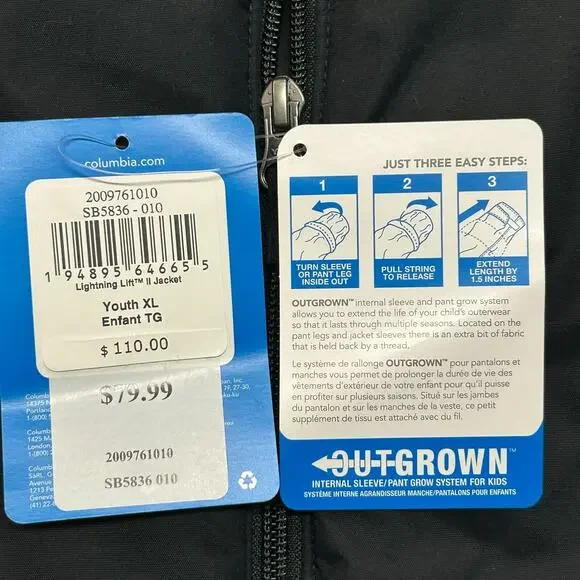 columbia.com
2009761010
SB5836 - 010
1 94895 64665 5
Lightning Lift™ II Jacket
Youth XL
Enfant TG
$ 110.00
$79.99
2009761010
SB5836 010
JUST THREE EASY STEPS:
1
2
3
TURN SLEEVE
OR PANT LEG
INSIDE OUT
PULL STRING
TO RELEASE
EXTEND
LENGTH BY
1.5 INCHES
OUTGROWN™ internal sleeve and pant grow system
allows you to extend the life of your child's outerwear
so that it lasts through multiple seasons. Located on the
pant legs and jacket sleeves there is an extra bit of fabric
that is held back by a thread.
Le système de rallonge OUTGROWN™ pour pantalons et
manches vous permet de prolonger la durée de vie des
vêtements d'extérieur de votre enfant pour qu'il puisse
en profiter sur plusieurs saisons. Situé sur les jambes
du pantalon et sur les manches de la veste, ce petit
supplément de tissu est attaché avec du fil.
OUTGROWN™
INTERNAL SLEEVE/PANT GROW SYSTEM FOR KIDS
SYSTÈME INTERNE AGRANDISSEUR MANCHE/PANTALONS POUR ENFANTS